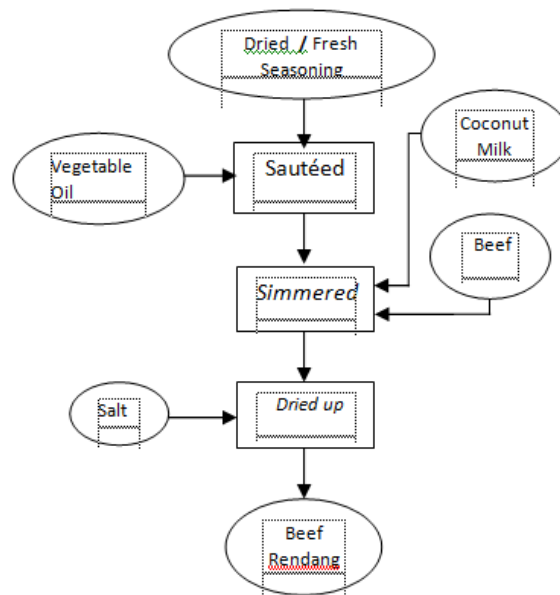 Dried / Fresh
Seasoning
Coconut
Milk
Vegetable
Oil
Sautéed
Beef
Simmered
Salt
Dried up
Beef
Rendang